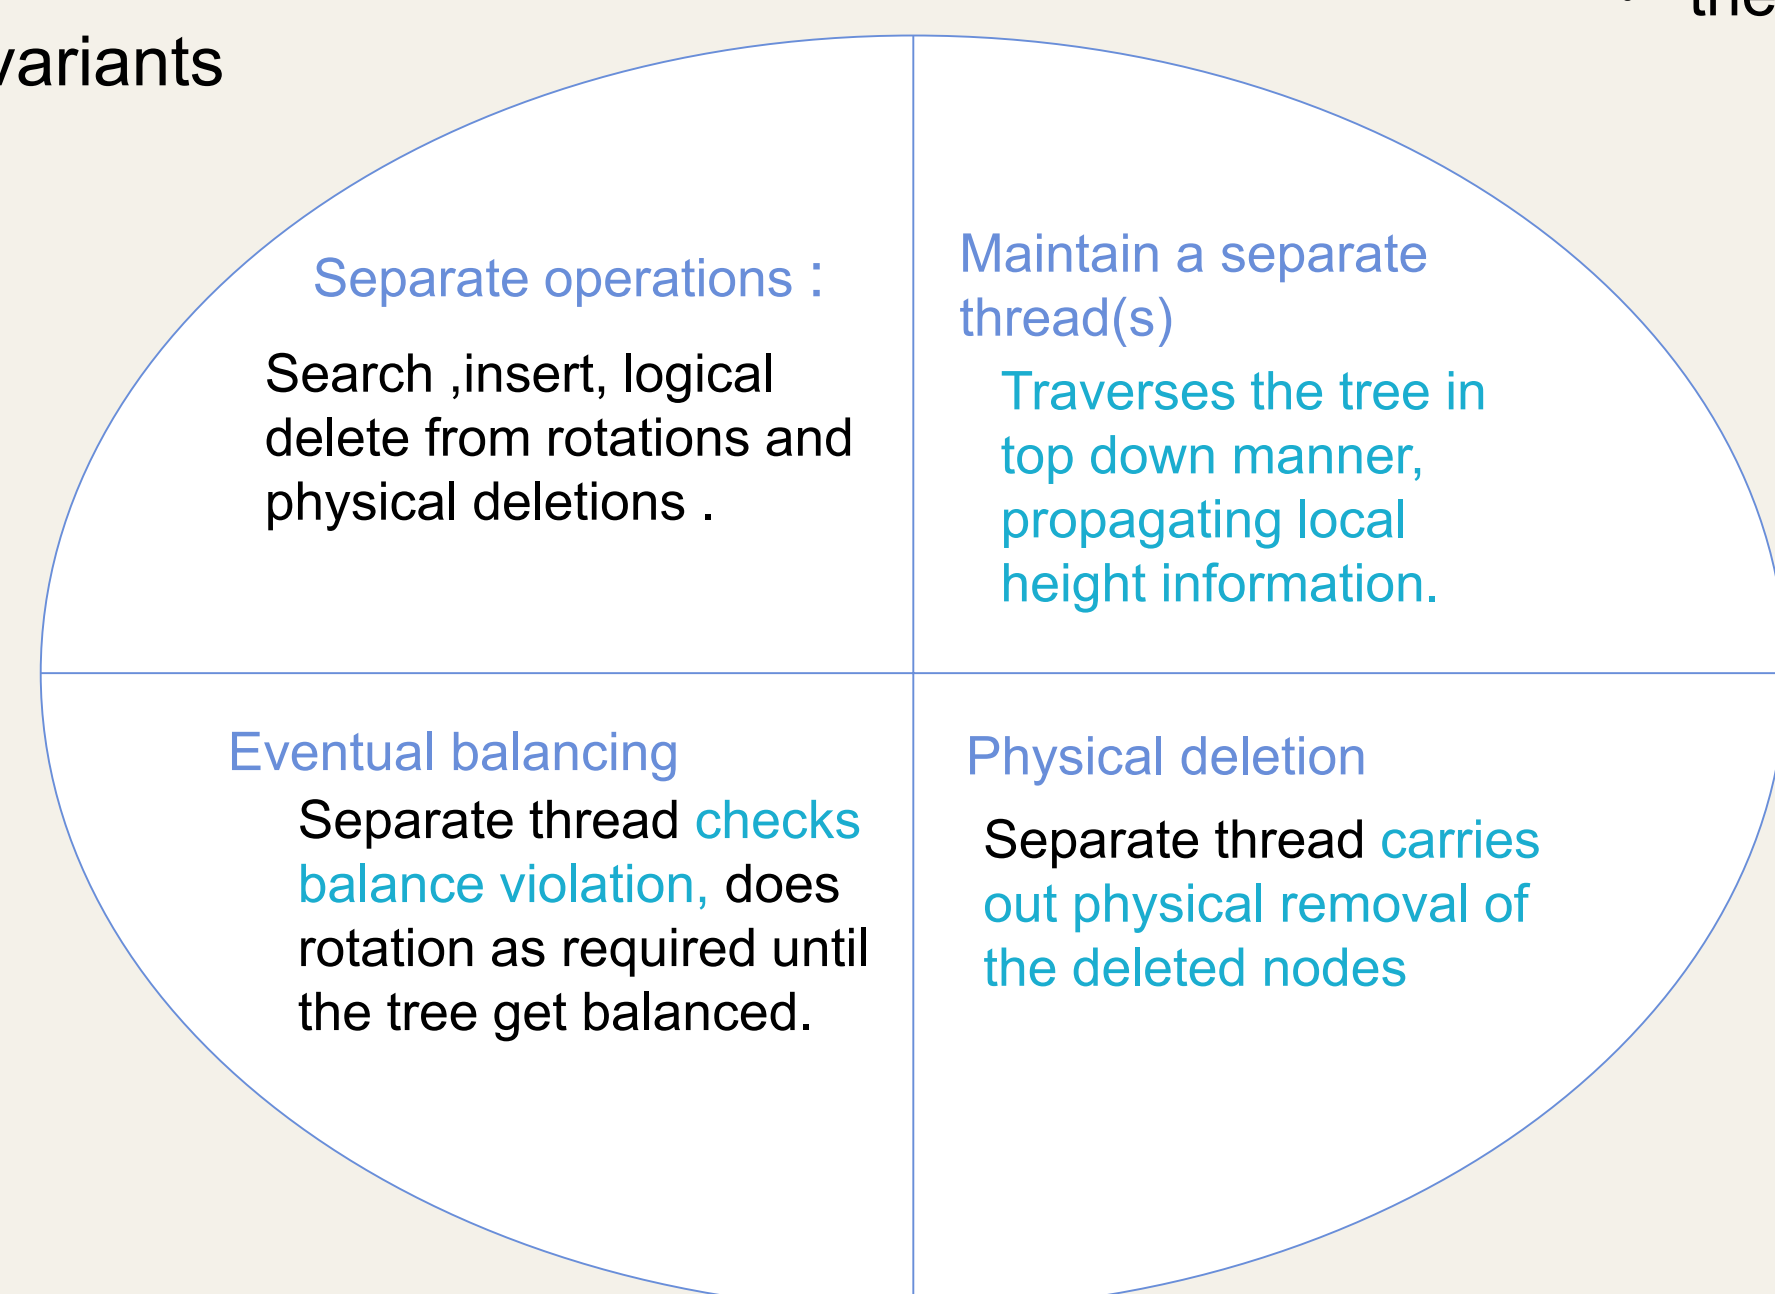 variants
the
Separate operations :
Search ,insert, logical
delete from rotations and
physical deletions .
Maintain a separate
thread(s)
Traverses the tree in
top down manner,
propagating local
height information.
Eventual balancing
Separate thread checks
balance violation, does
rotation as required until
the tree get balanced.
Physical deletion
Separate thread carries
out physical removal of
the deleted nodes